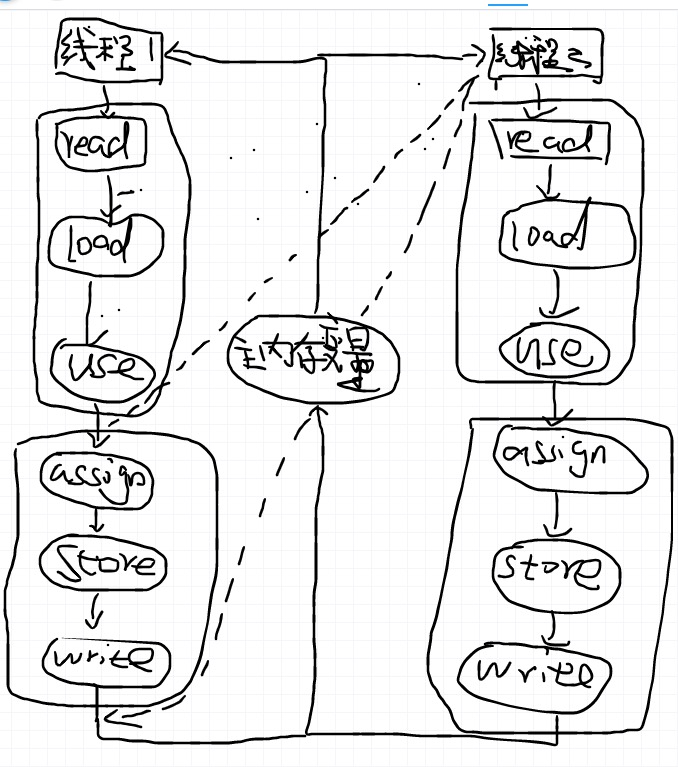 线程1
线程2
read
load
use
主内存变量
read
load
use
assign
store
write
assign
store
write